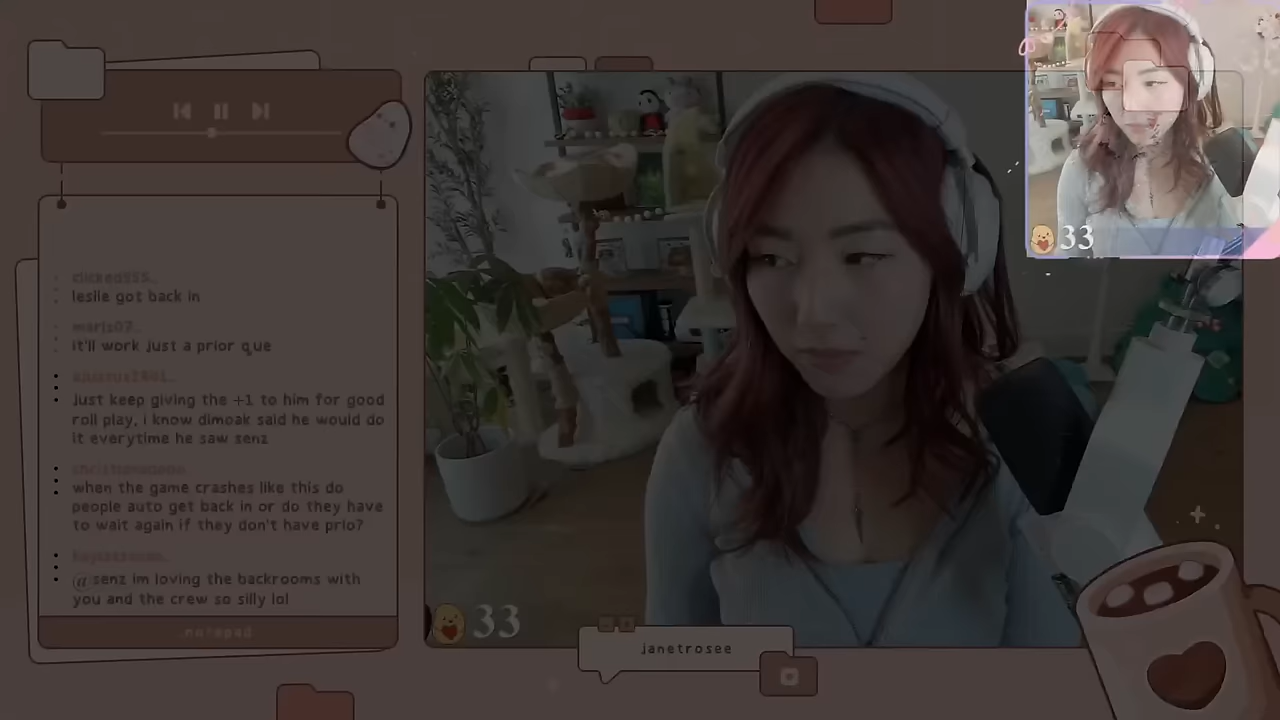 leslie got back in
it'll work just a prior que
Just keep giving the +1 to him for good
roll play, i know dimoak said he would do
it everytime he saw senz
when the game crashes like this do
people auto get back in or do they have
to wait again if they don't have prio?
@senz im loving the backrooms with
you and the crew so silly lol
.notepad
33
janetrosee
33